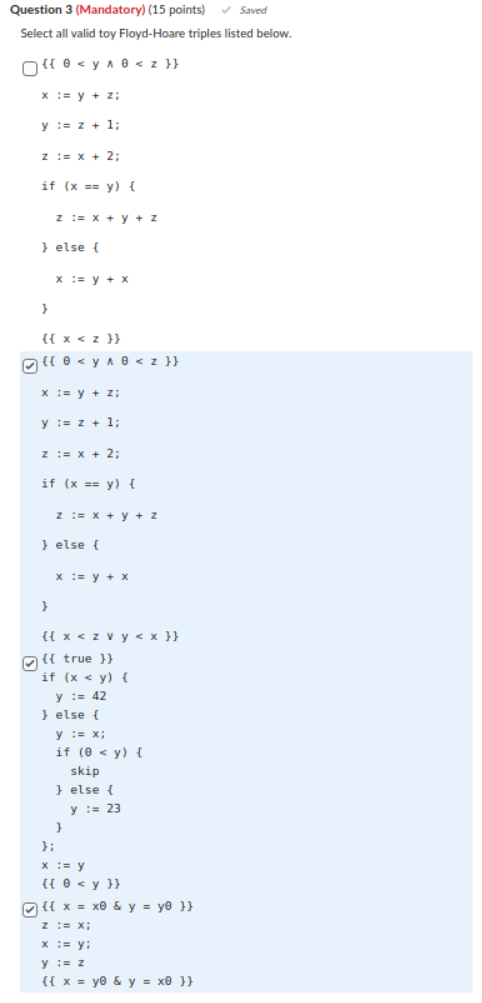 Question 3 (Mandatory) (15 points) ✓ Saved
Select all valid toy Floyd-Hoare triples listed below.
{{ 0 < y ∧ 0 < z }}
x := y + z;
y := z + 1;
z := x + 2;
if (x == y) {
z := x + y + z
} else {
x := y + x
}
{{ x < z }}
{{ 0 < y ∧ 0 < z }}
x := y + z;
y := z + 1;
z := x + 2;
if (x == y) {
z := x + y + z
} else {
x := y + x
}
{{ x < z ∨ y < x }}
{{ true }}
if (x < y) {
y := 42
} else {
y := x;
if (0 < y) {
skip
} else {
y := 23
}
};
x := y
{{ 0 < y }}
{{ x = x0 & y = y0 }}
z := x;
x := y;
y := z
{{ x = y0 & y = x0 }}